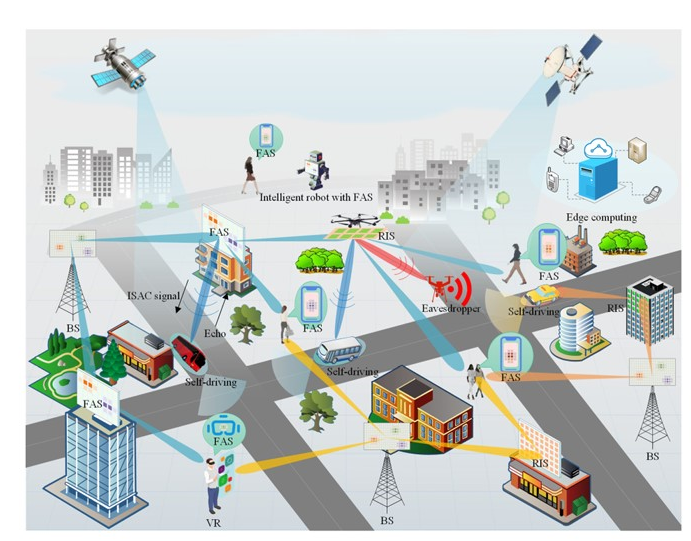 FAS
Intelligent robot with FAS
Edge computing
FAS
RIS
FAS
ISAC signal
BS
Echo
FAS
Eavesdropper
Self-driving
RIS
Self-driving
Self-driving
FAS
FAS
FAS
BS
RIS
VR
BS